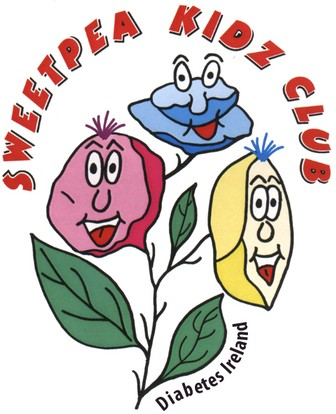 SWEETPEA KIDZ CLUB
Diabetes Ireland